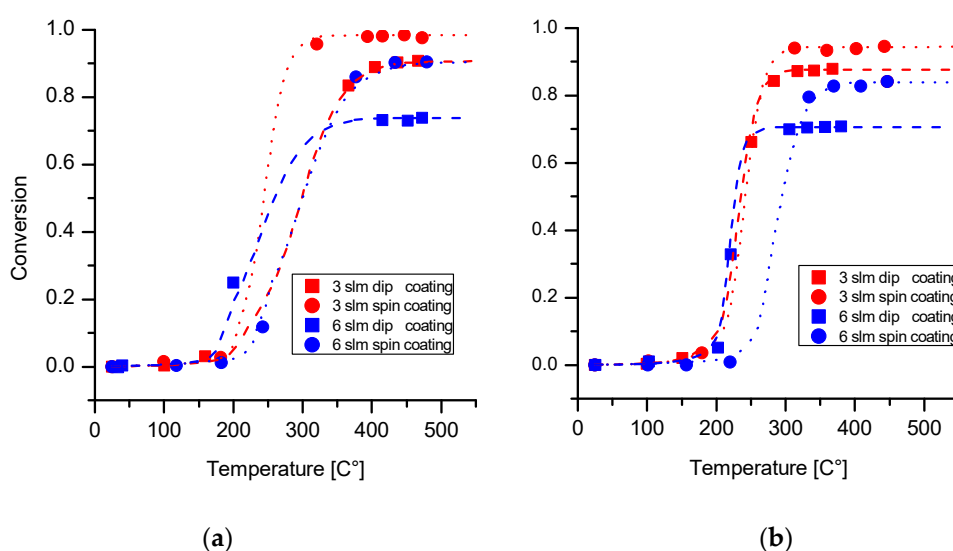 1.0
0.8
0.6
0.4
0.2
0.0
Conversion
0 100 200 300 400 500
Temperature [C°]
3 slm dip coating
3 slm spin coating
6 slm dip coating
6 slm spin coating
(a)
1.0
0.8
0.6
0.4
0.2
0.0
0 100 200 300 400 500
Temperature [C°]
3 slm dip coating
3 slm spin coating
6 slm dip coating
6 slm spin coating
(b)